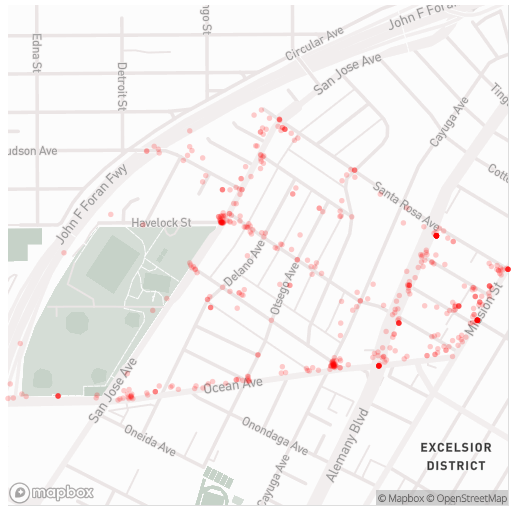 John F Foran
Circular Ave
San Jose Ave
Edna St
Detroit St
ngo St
Cayuga Ave
Ting
udson Ave
Cotte
John F Foran Fwy
Santa Rosa Ave
Havelock St
Delano Ave
Otsego Ave
Mission St
San Jose Ave
Ocean Ave
Oneida Ave
Onondaga Ave
Alemany Blvd
Cayuga Ave
EXCELSIOR
DISTRICT
mapbox
© Mapbox © OpenStreetMap